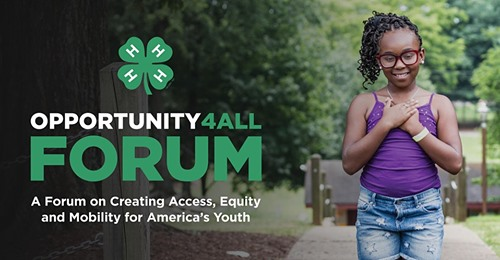 H H
H H
OPPORTUNITY4ALL
FORUM
A Forum on Creating Access, Equity
and Mobility for America's Youth